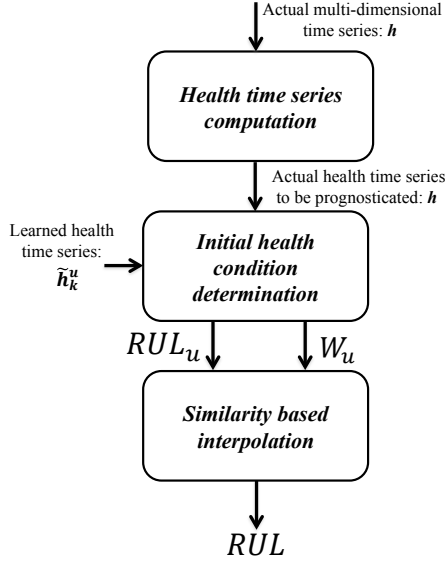 Actual multi-dimensional
time series: h
Health time series
computation
Actual health time series
to be prognosticated: h
Learned health
time series:
h̃ᵤₖ
Initial health
condition
determination
RULᵤ
Wᵤ
Similarity based
interpolation
RUL